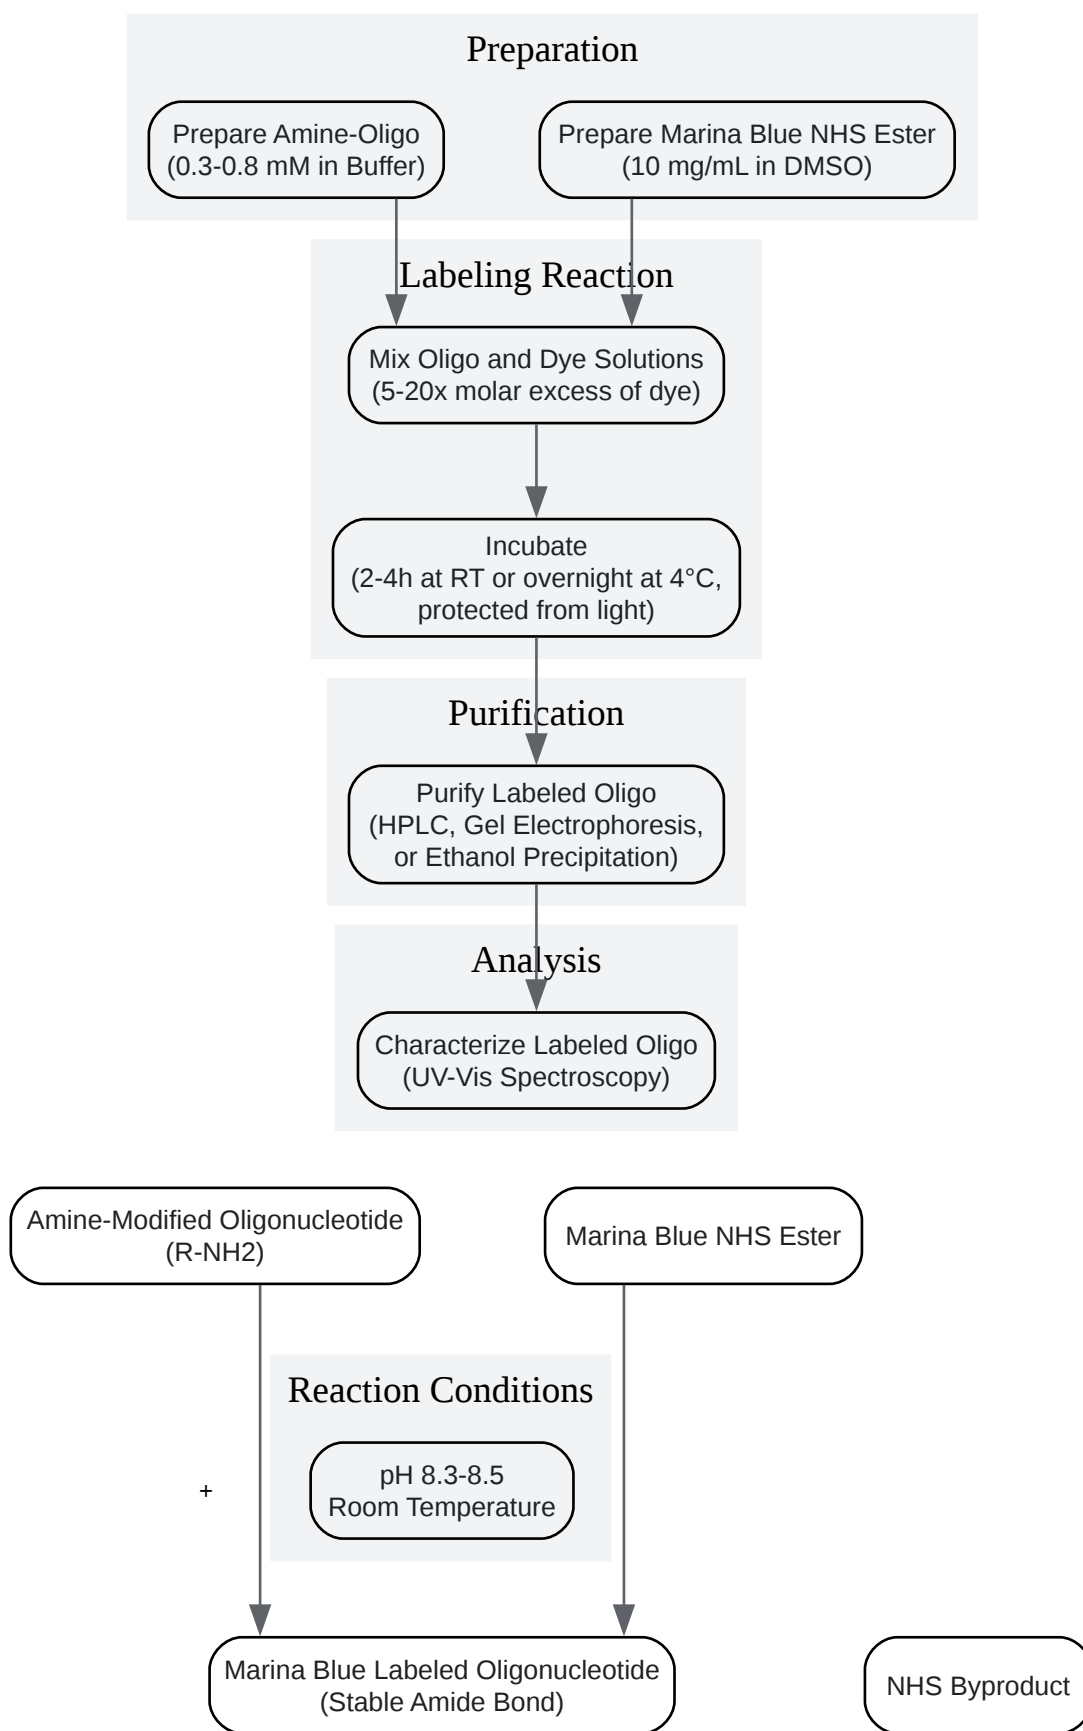 Preparation
Prepare Amine-Oligo
(0.3-0.8 mM in Buffer)
Prepare Marina Blue NHS Ester
(10 mg/mL in DMSO)
Labeling Reaction
Mix Oligo and Dye Solutions
(5-20x molar excess of dye)
Incubate
(2-4h at RT or overnight at 4°C,
protected from light)
Purification
Purify Labeled Oligo
(HPLC, Gel Electrophoresis,
or Ethanol Precipitation)
Analysis
Characterize Labeled Oligo
(UV-Vis Spectroscopy)
Amine-Modified Oligonucleotide
(R-NH2)
Marina Blue NHS Ester
Reaction Conditions
pH 8.3-8.5
Room Temperature
+
Marina Blue Labeled Oligonucleotide
(Stable Amide Bond)
NHS Byproduct